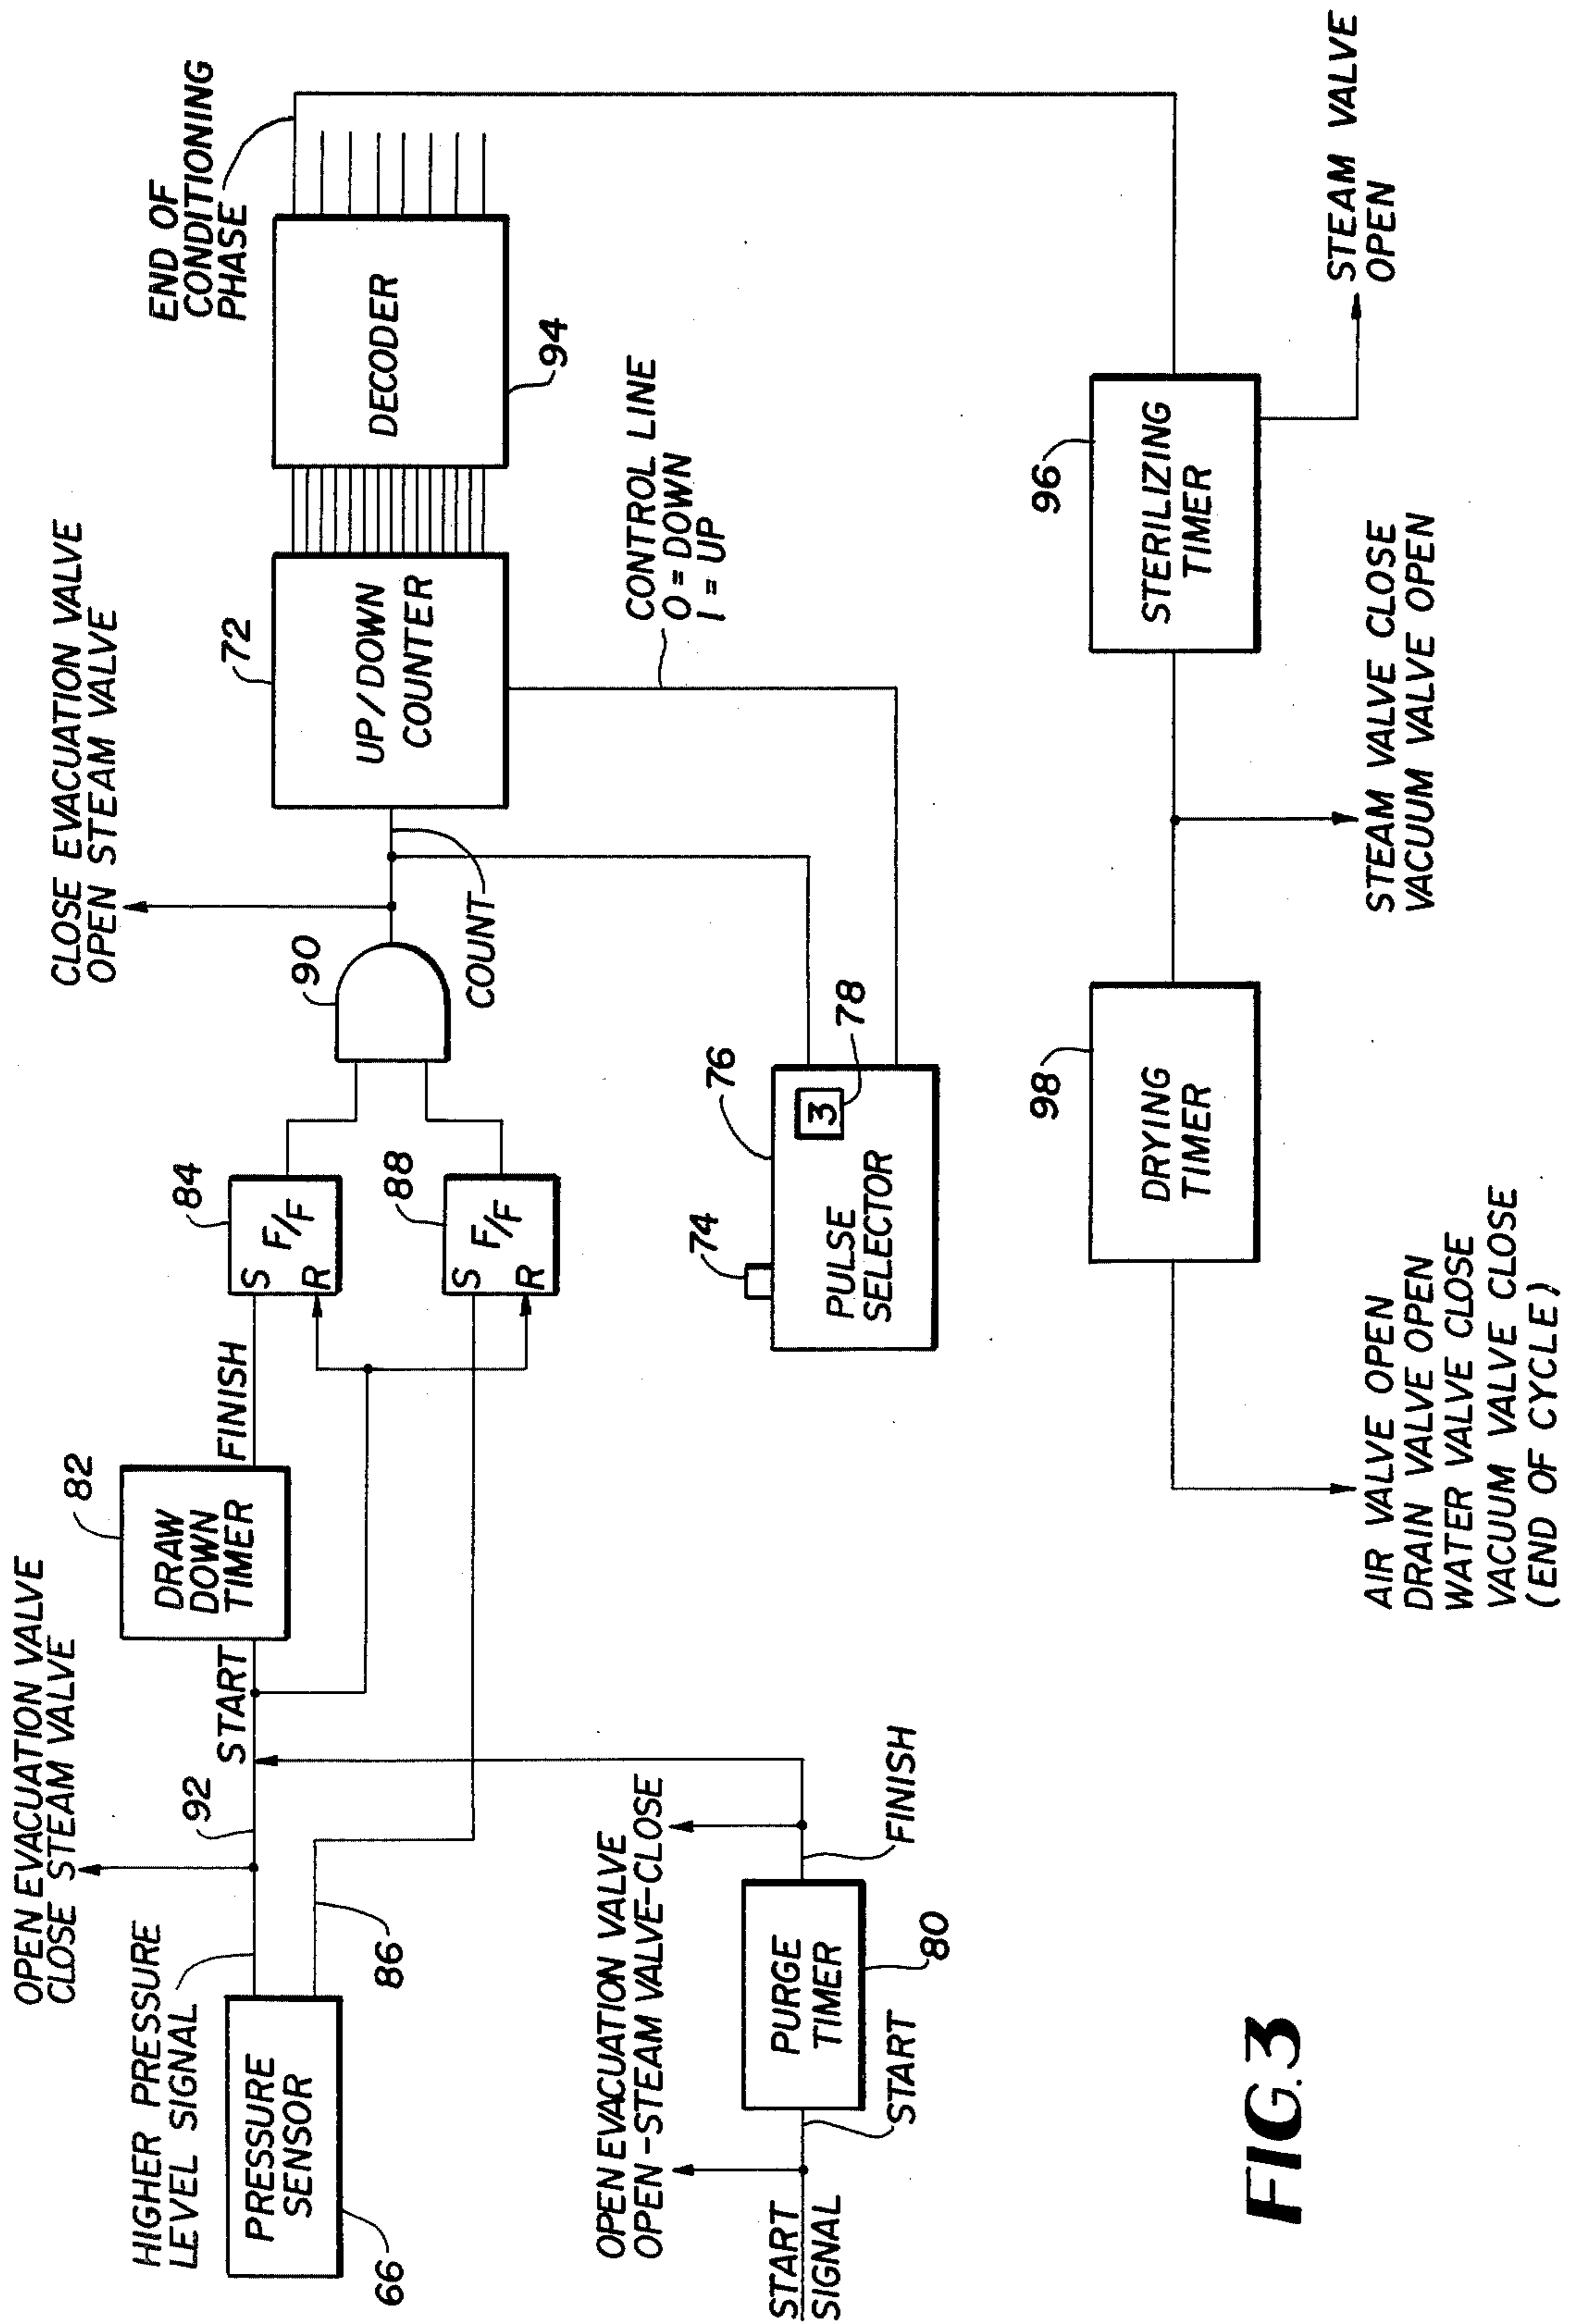 OPEN EVACUATION VALVE
CLOSE STEAM VALVE
HIGHER PRESSURE
LEVEL SIGNAL
PRESSURE
SENSOR
66
86
92
START
82
DRAW
DOWN
TIMER
FINISH
84
S
F/F
R
88
S
F/F
R
90
CLOSE EVACUATION VALVE
OPEN STEAM VALVE
COUNT
72
UP/DOWN
COUNTER
DECODER
94
END OF
CONDITIONING
PHASE
CONTROL LINE
0 = DOWN
1 = UP
74
76
PULSE
SELECTOR
3
78
OPEN EVACUATION VALVE
OPEN-STEAM VALVE-CLOSE
START
SIGNAL
START
PURGE
TIMER
80
FINISH
98
DRYING
TIMER
96
STERILIZING
TIMER
STEAM VALVE
OPEN
STEAM VALVE CLOSE
VACUUM VALVE OPEN
AIR VALVE OPEN
DRAIN VALVE OPEN
WATER VALVE CLOSE
VACUUM VALVE CLOSE
(END OF CYCLE)
FIG.3